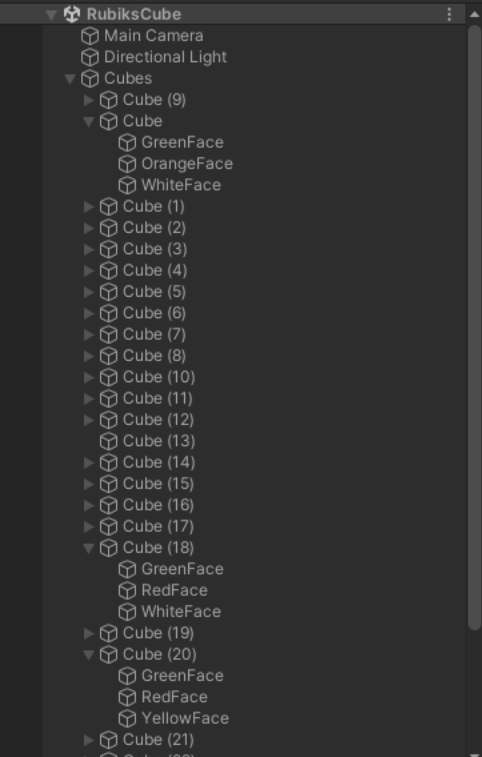 RubiksCube
Main Camera
Directional Light
Cubes
Cube (9)
Cube
GreenFace
OrangeFace
WhiteFace
Cube (1)
Cube (2)
Cube (3)
Cube (4)
Cube (5)
Cube (6)
Cube (7)
Cube (8)
Cube (10)
Cube (11)
Cube (12)
Cube (13)
Cube (14)
Cube (15)
Cube (16)
Cube (17)
Cube (18)
GreenFace
RedFace
WhiteFace
Cube (19)
Cube (20)
GreenFace
RedFace
YellowFace
Cube (21)